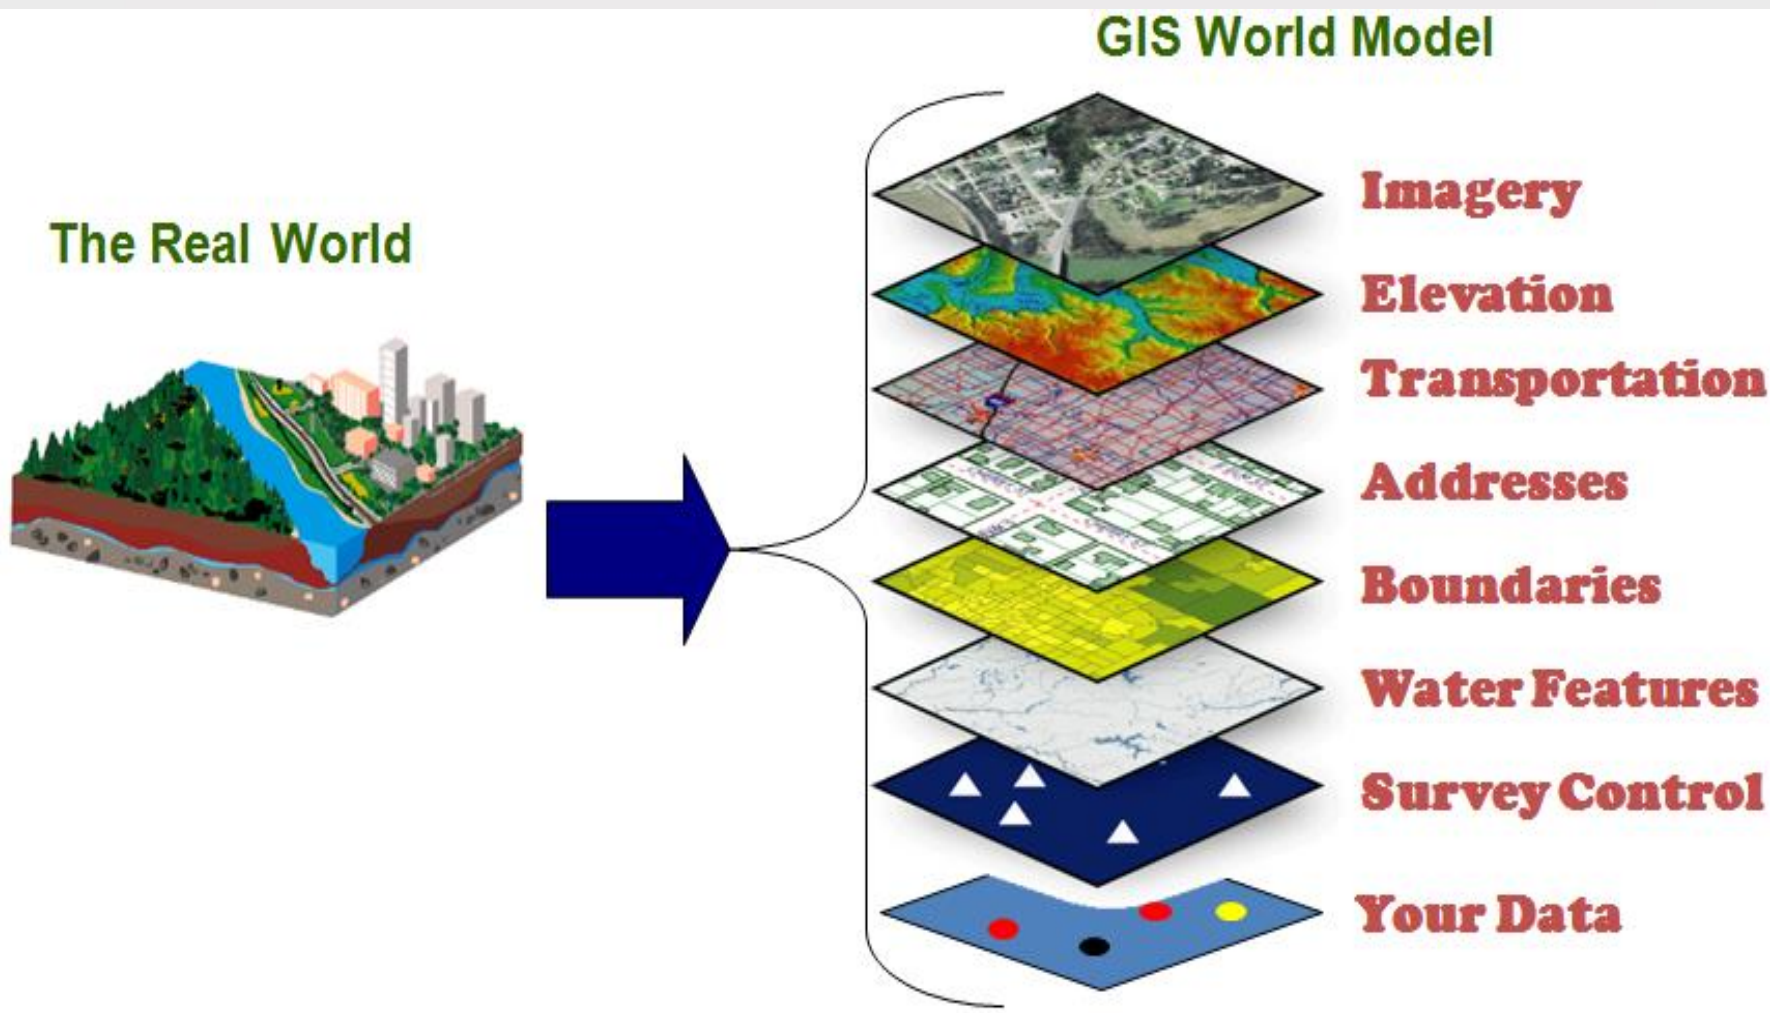 GIS World Model
The Real World
Imagery
Elevation
Transportation
Addresses
Boundaries
Water Features
Survey Control
Your Data